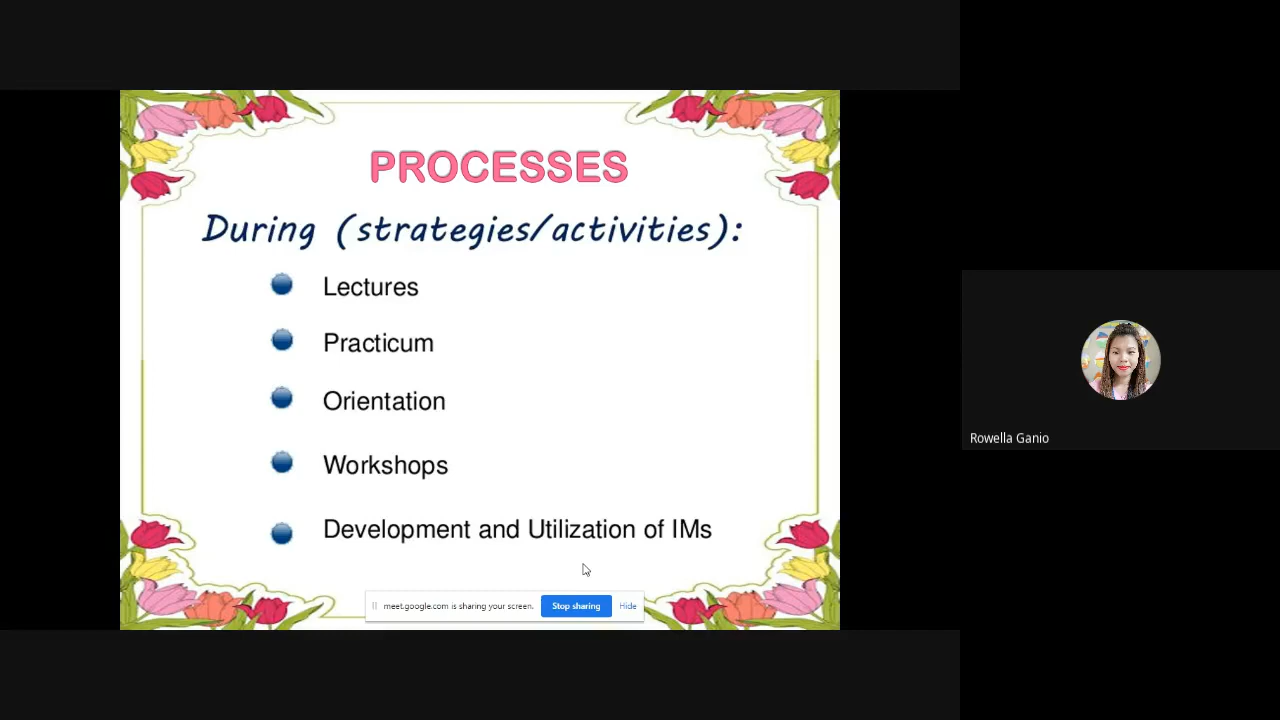 PROCESSES
During (strategies/activities):
Lectures
Practicum
Orientation
Workshops
Development and Utilization of IMs
meet.google.com is sharing your screen. Stop sharing Hide
Rowella Ganio